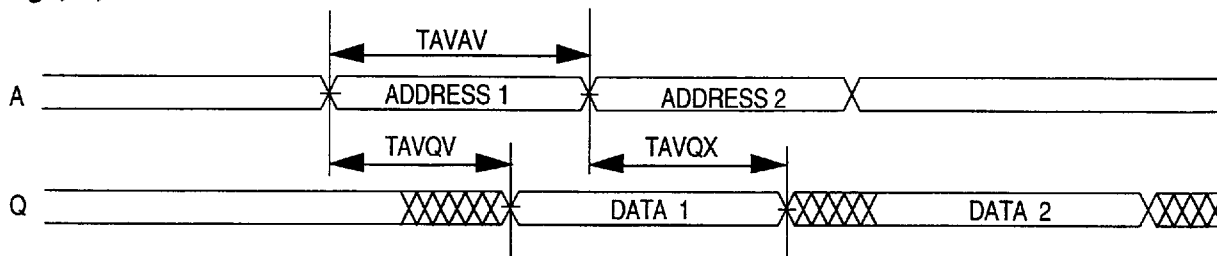 TAVAV
A ADDRESS 1 ADDRESS 2
TAVQV TAVQX
Q DATA 1 DATA 2